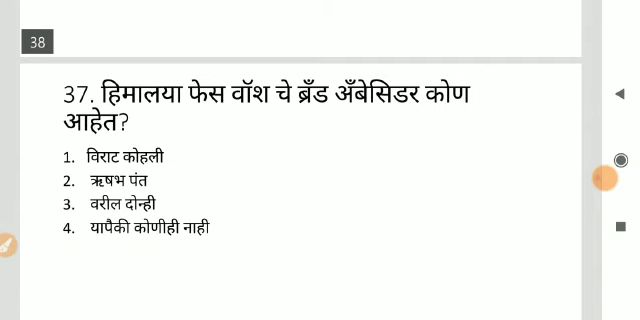 38
37. हिमालया फेस वॉश चे ब्रँड अँबेसिडर कोण
आहेत?
1. विराट कोहली
2. ऋषभ पंत
3. वरील दोन्ही
4. यापैकी कोणीही नाही